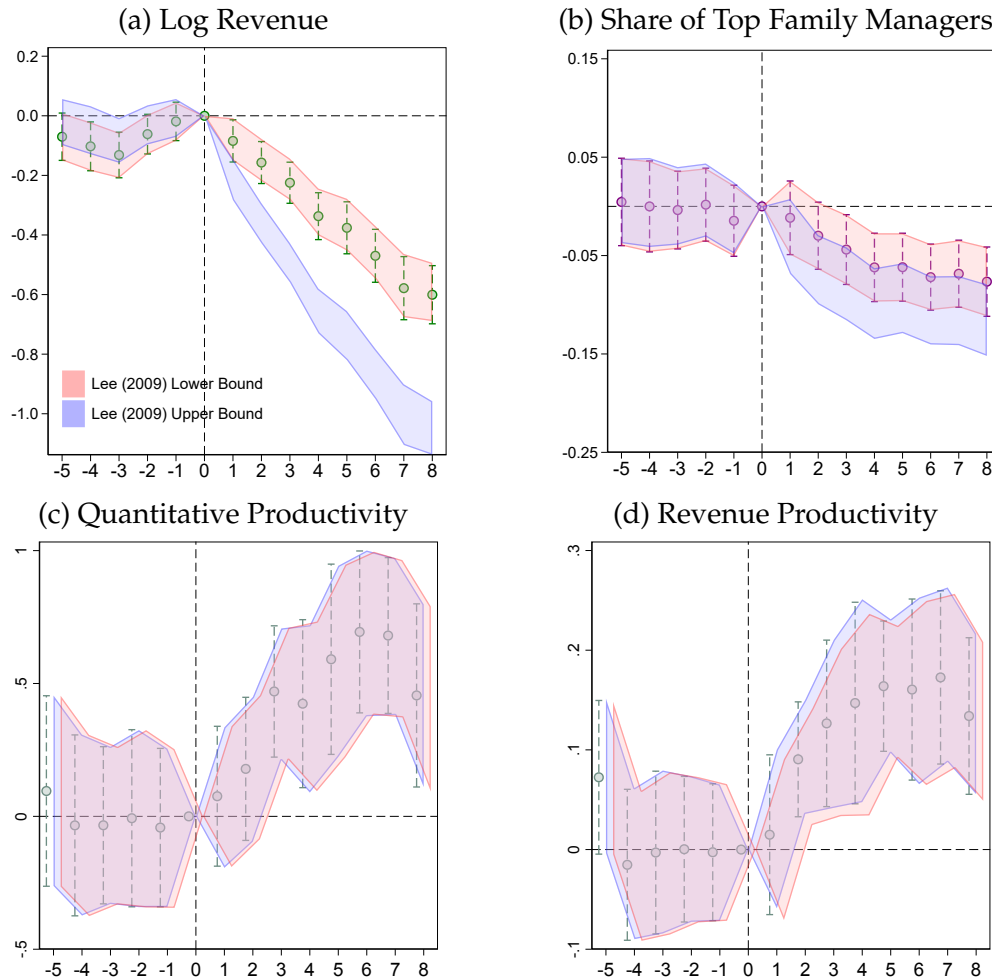 (a) Log Revenue
0.2
0.0
-0.2
-0.4
-0.6
-0.8
-1.0
Lee (2009) Lower Bound
Lee (2009) Upper Bound
-5 -4 -3 -2 -1 0 1 2 3 4 5 6 7 8
(b) Share of Top Family Managers
0.15
0.05
-0.05
-0.15
-0.25
-5 -4 -3 -2 -1 0 1 2 3 4 5 6 7 8
(c) Quantitative Productivity
1
.5
0
-.5
-5 -4 -3 -2 -1 0 1 2 3 4 5 6 7 8
(d) Revenue Productivity
.3
.2
.1
0
-.1
-5 -4 -3 -2 -1 0 1 2 3 4 5 6 7 8